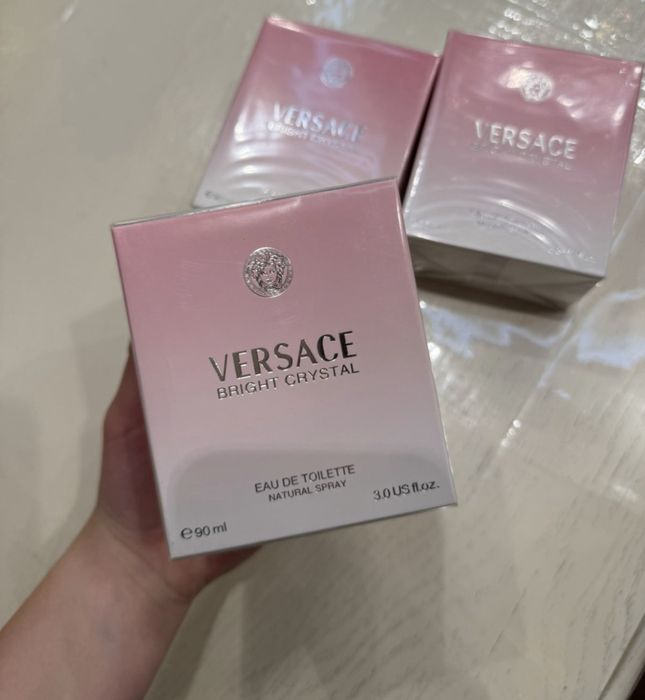 VERSACE
BRIGHT CRYSTAL
VERSACE
VERSACE
BRIGHT CRYSTAL
EAU DE TOILETTE
NATURAL SPRAY
℮ 90 ml
3.0 US fl.oz.